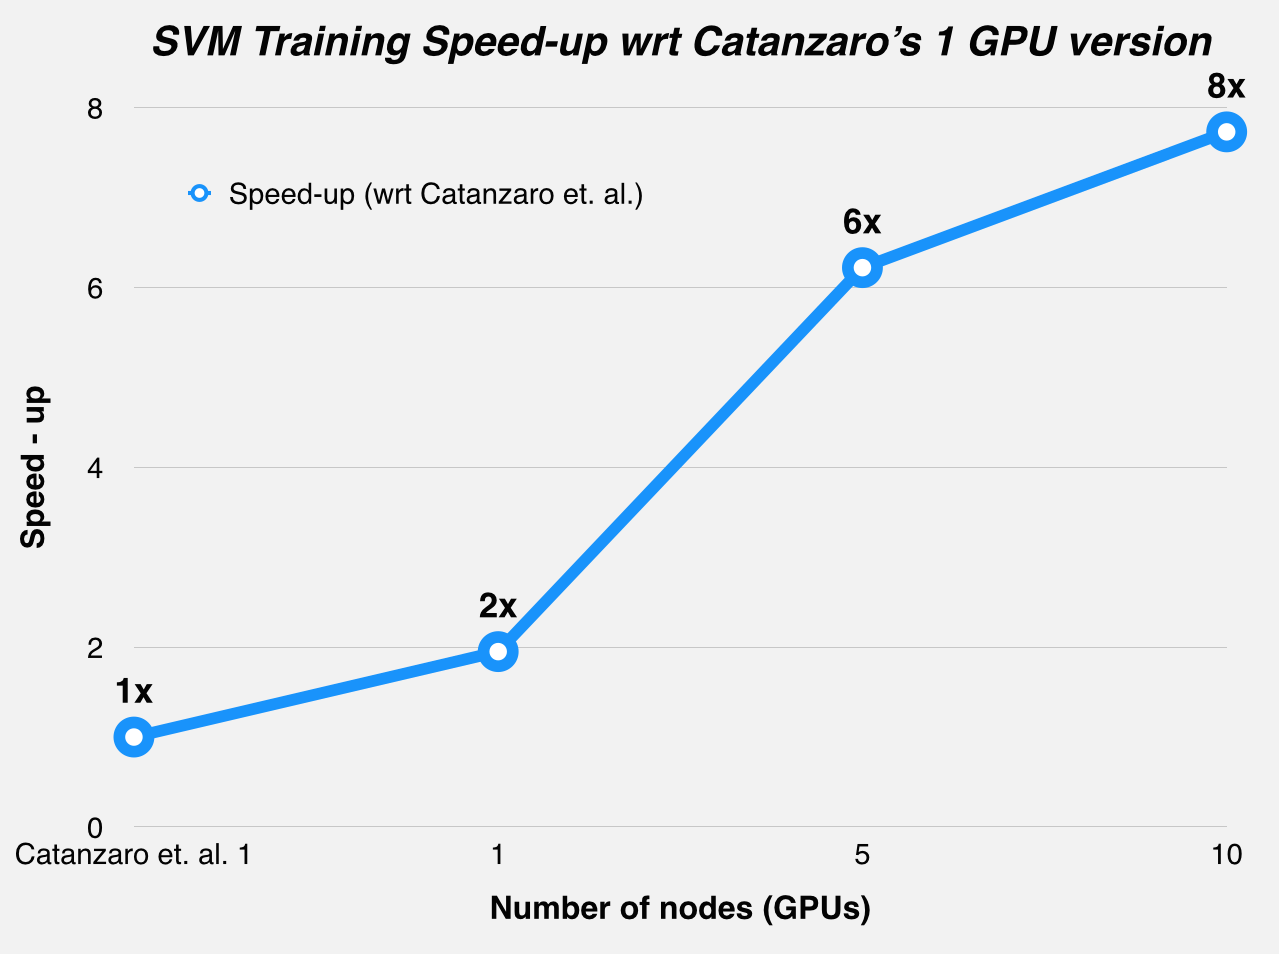 SVM Training Speed-up wrt Catanzaro’s 1 GPU version
8x
8
Speed-up (wrt Catanzaro et. al.)
6x
6
Speed - up
4
2x
2
1x
0
Catanzaro et. al. 1
1
5
10
Number of nodes (GPUs)